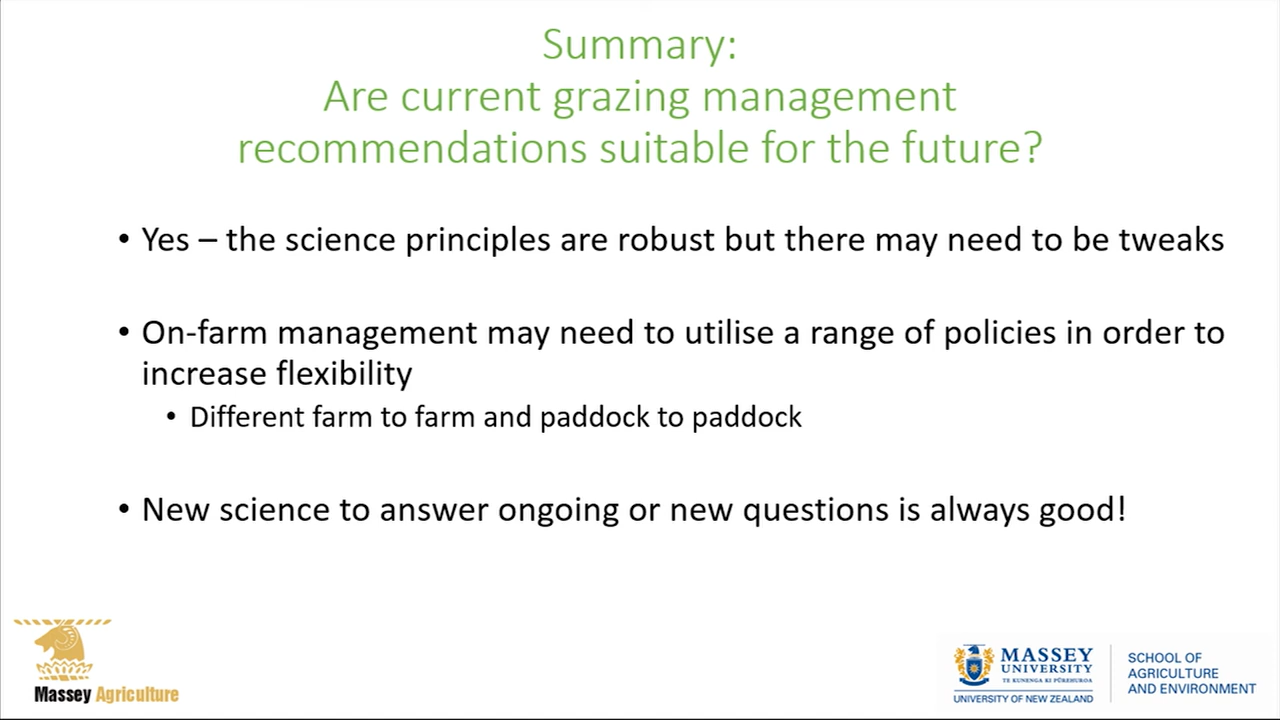 Summary:
Are current grazing management
recommendations suitable for the future?
• Yes – the science principles are robust but there may need to be tweaks
• On-farm management may need to utilise a range of policies in order to
increase flexibility
• Different farm to farm and paddock to paddock
• New science to answer ongoing or new questions is always good!
Massey Agriculture
MASSEY
UNIVERSITY
TE KUNENGA KI PŪREHUROA
UNIVERSITY OF NEW ZEALAND
SCHOOL OF
AGRICULTURE
AND ENVIRONMENT